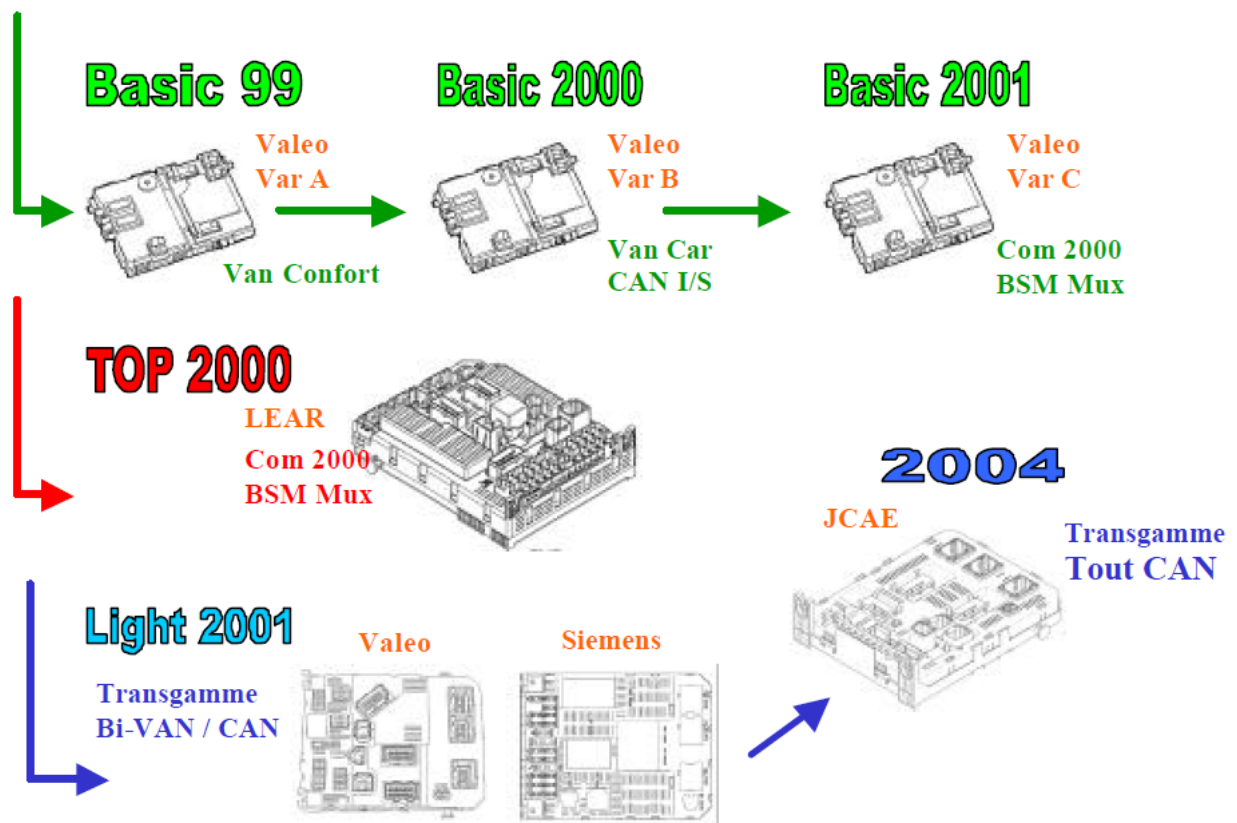 Basic 99
Valeo
Var A
Van Confort
Basic 2000
Valeo
Var B
Van Car
CAN I/S
Basic 2001
Valeo
Var C
Com 2000
BSM Mux
TOP 2000
LEAR
Com 2000
BSM Mux
2004
JCAE
Transgamme
Tout CAN
Light 2001
Transgamme
Bi-VAN / CAN
Valeo
Siemens